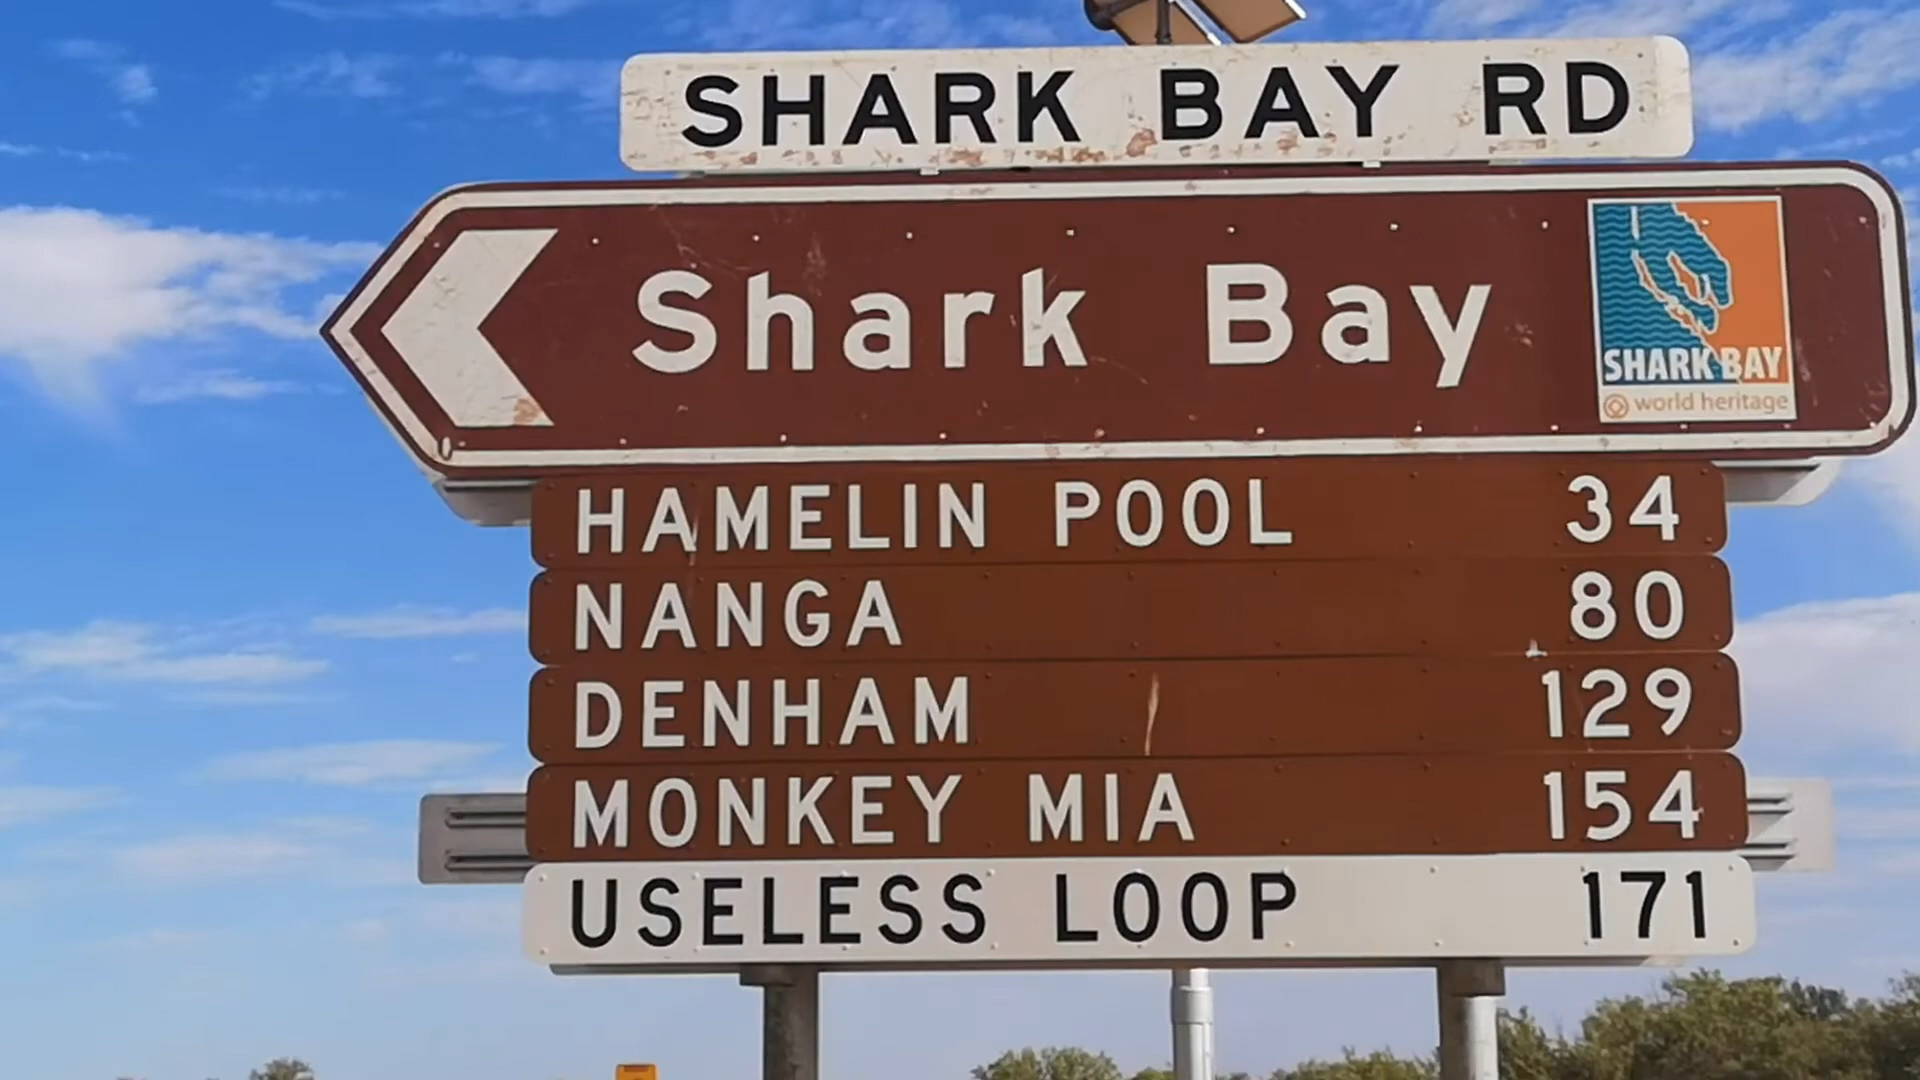 SHARK BAY RD
Shark Bay
SHARK BAY
world heritage
HAMELIN POOL 34
NANGA 80
DENHAM 129
MONKEY MIA 154
USELESS LOOP 171